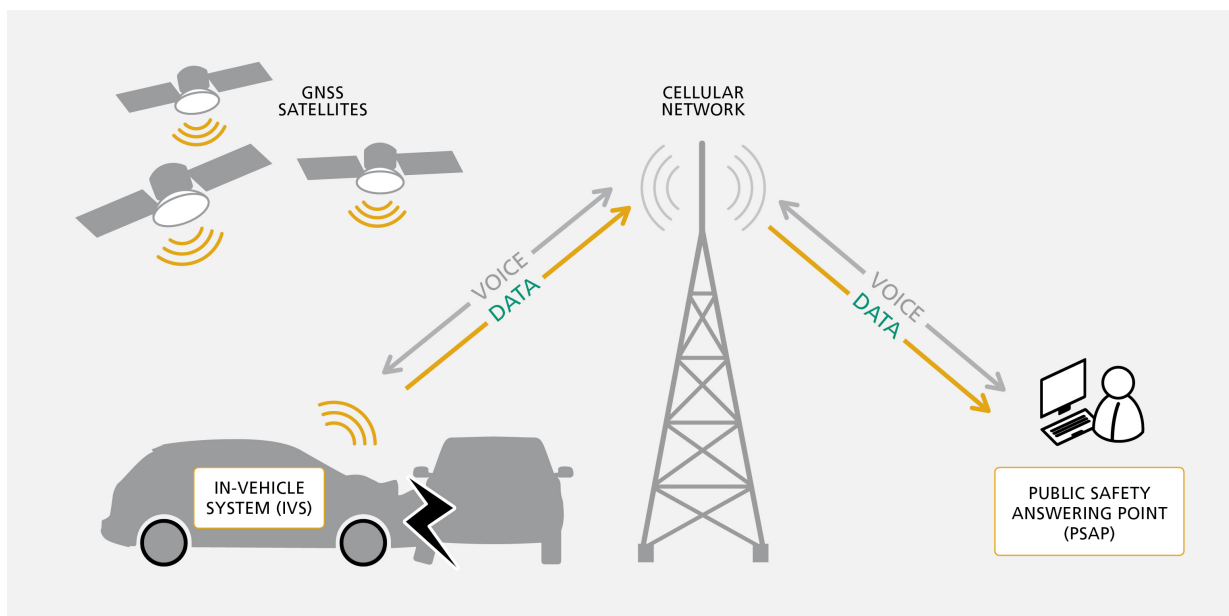 GNSS
SATELLITES
CELLULAR
NETWORK
VOICE
DATA
VOICE
DATA
IN-VEHICLE
SYSTEM (IVS)
PUBLIC SAFETY
ANSWERING POINT
(PSAP)